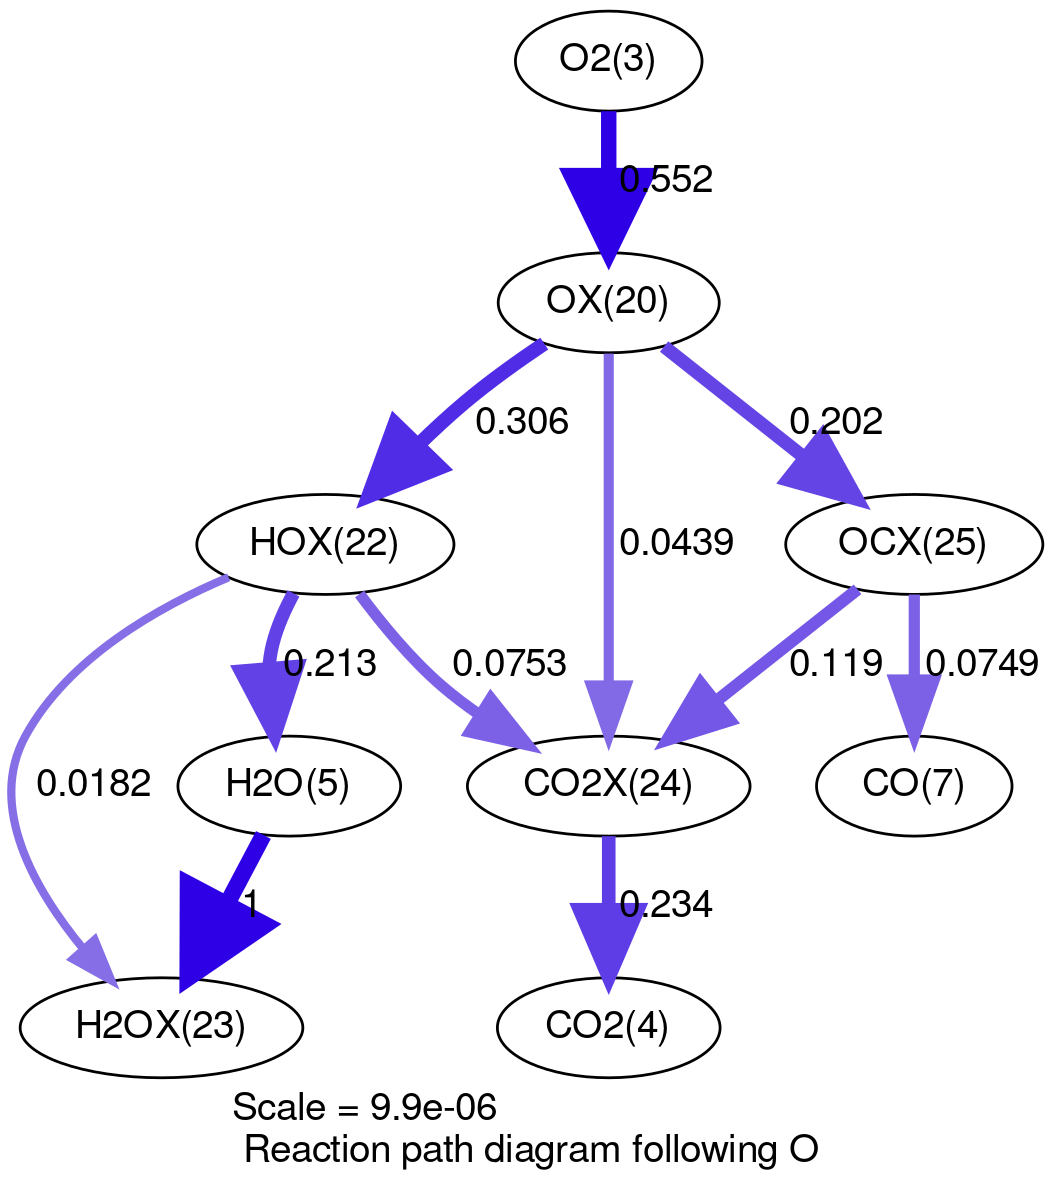 O2(3)
0.552
OX(20)
0.306
0.202
HOX(22)
0.0439
OCX(25)
0.213
0.0753
0.119
0.0749
0.0182
H2O(5)
CO2X(24)
CO(7)
1
0.234
H2OX(23)
CO2(4)
Scale = 9.9e-06
Reaction path diagram following O